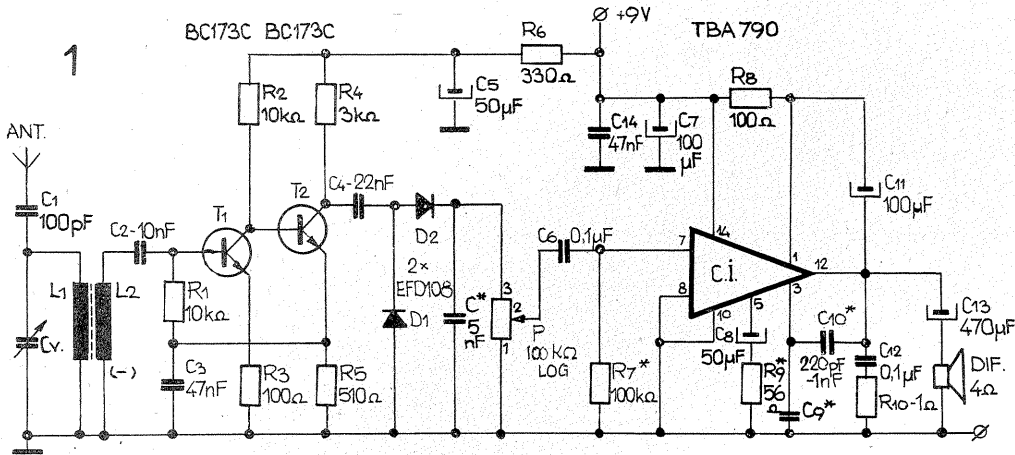 1
BC173C BC173C
+9V
TBA790
R6
330Ω
R2
10kΩ
R4
3kΩ
C5
50µF
R8
100Ω
C14
47nF
C7
100
µF
ANT.
C1
100pF
C2-10nF
T1
T2
C4-22nF
D2
2×
EFD108
D1
C11
100µF
C6
0,1µF
7
14
1
12
C.İ.
8
10
5
3
L1
L2
(-)
Cv.
R1
10kΩ
C3
47nF
R3
100Ω
R5
510Ω
C*
5
nF
3
2
1
P
100kΩ
LOG
R7*
100kΩ
C8
50µF
R9*
56
Ω
C10*
220pF
-1nF
C9*
C12
0,1µF
R10-1Ω
C13
470µF
DIF.
4Ω